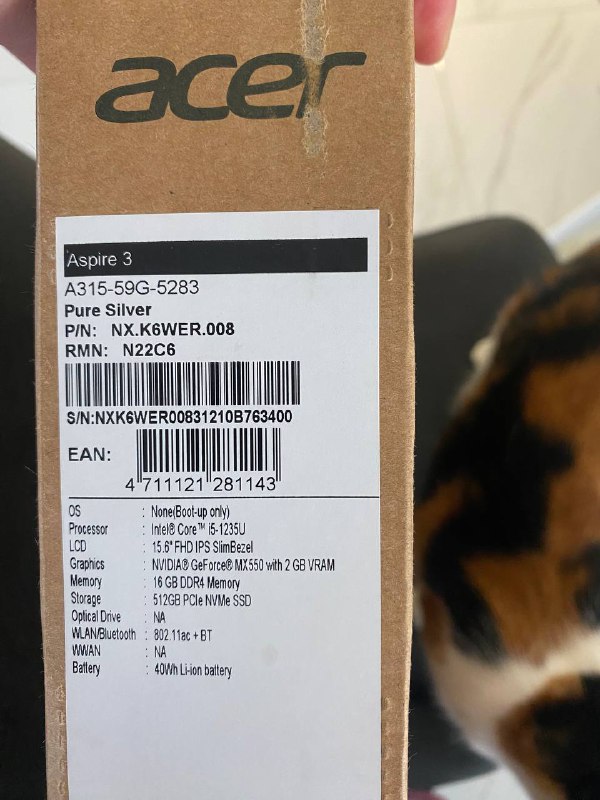 acer
Aspire 3
A315-59G-5283
Pure Silver
P/N: NX.K6WER.008
RMN: N22C6
S/N:NXK6WER00831210B763400
EAN:
4 711121 281143
OS : None(Boot-up only)
Processor : Intel® Core™ i5-1235U
LCD : 15.6" FHD IPS SlimBezel
Graphics : NVIDIA® GeForce® MX550 with 2 GB VRAM
Memory : 16 GB DDR4 Memory
Storage : 512GB PCIe NVMe SSD
Optical Drive : NA
WLAN/Bluetooth : 802.11ac + BT
WWAN : NA
Battery : 40Wh Li-ion battery